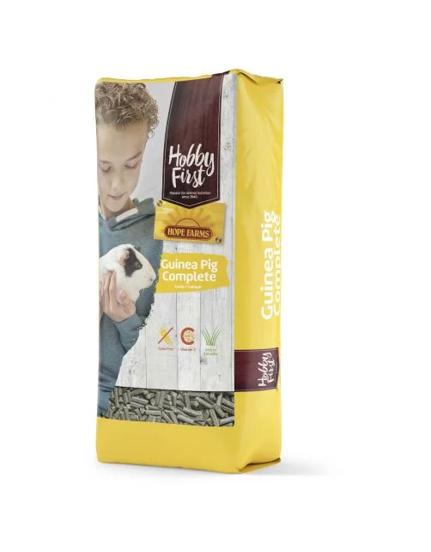 Hobby
First
HOPE FARMS
Guinea Pig
Complete
Guinea Pig
Complete
Hobby
First